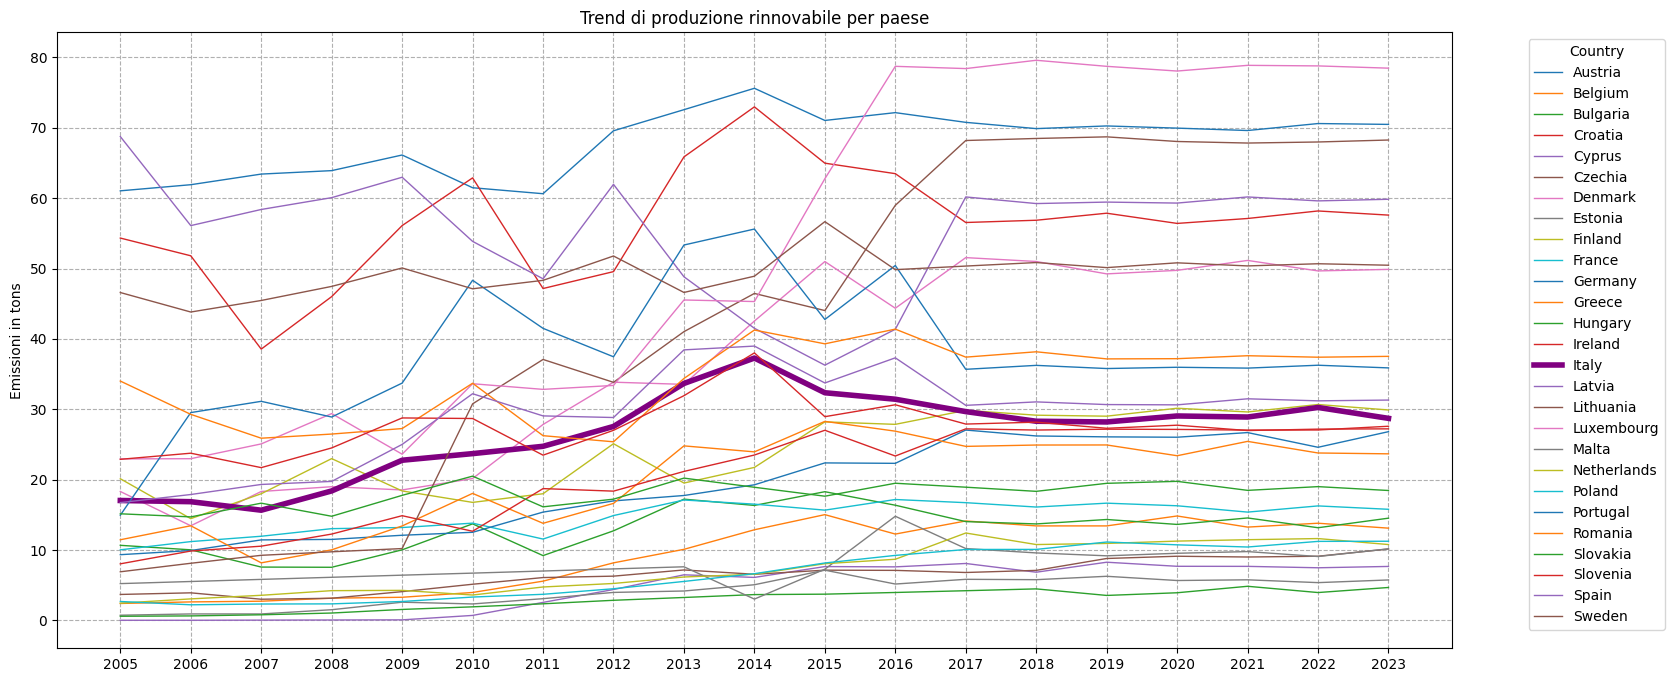 Trend di produzione rinnovabile per paese
Emissioni in tons
80
70
60
50
40
30
20
10
0
2005 2006 2007 2008 2009 2010 2011 2012 2013 2014 2015 2016 2017 2018 2019 2020 2021 2022 2023
Country
Austria
Belgium
Bulgaria
Croatia
Cyprus
Czechia
Denmark
Estonia
Finland
France
Germany
Greece
Hungary
Ireland
Italy
Latvia
Lithuania
Luxembourg
Malta
Netherlands
Poland
Portugal
Romania
Slovakia
Slovenia
Spain
Sweden